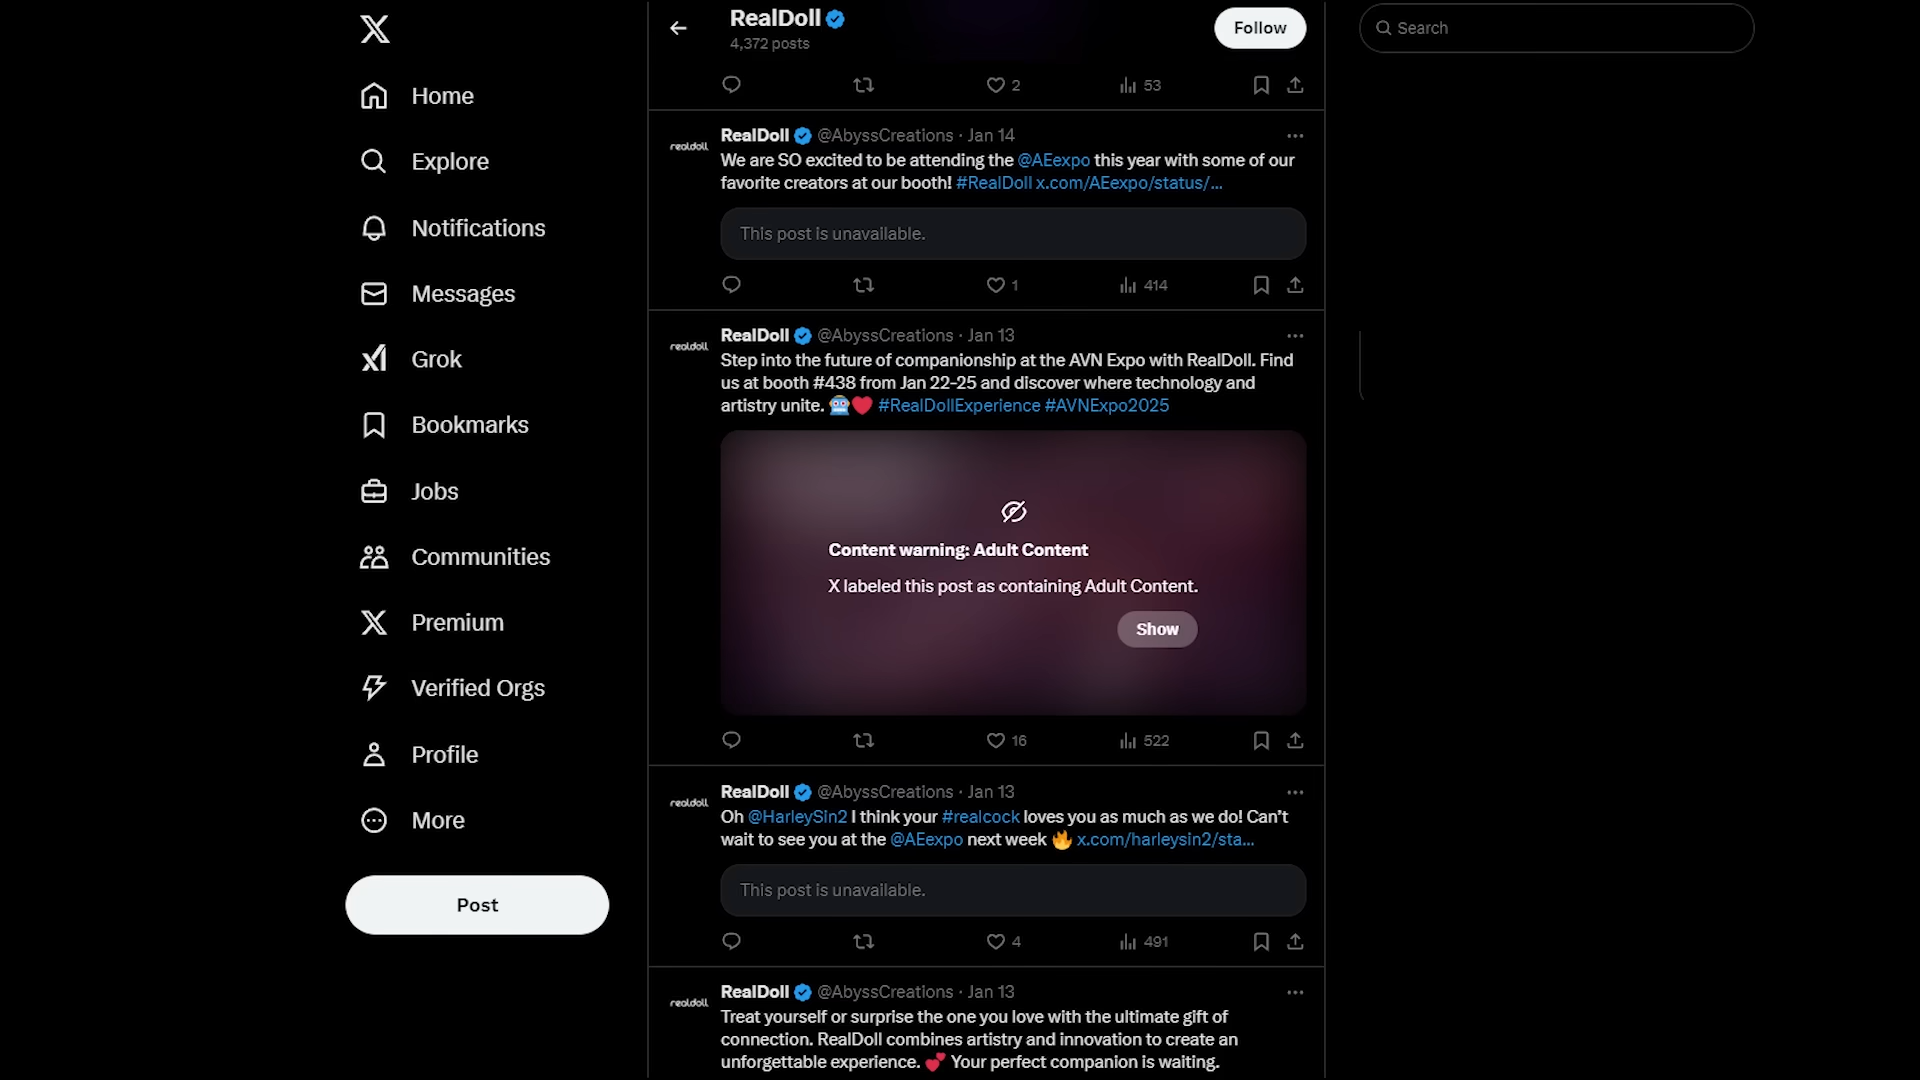 Home
Explore
Notifications
Messages
Grok
Bookmarks
Jobs
Communities
Premium
Verified Orgs
Profile
More
Post
RealDoll
4,372 posts
Follow
2
53
realdoll
RealDoll @AbyssCreations · Jan 14
We are SO excited to be attending the @AEexpo this year with some of our
favorite creators at our booth! #RealDoll x.com/AEexpo/status/...
This post is unavailable.
1
414
realdoll
RealDoll @AbyssCreations · Jan 13
Step into the future of companionship at the AVN Expo with RealDoll. Find
us at booth #438 from Jan 22-25 and discover where technology and
artistry unite. 🤖❤️ #RealDollExperience #AVNExpo2025
Content warning: Adult Content
X labeled this post as containing Adult Content.
Show
16
522
realdoll
RealDoll @AbyssCreations · Jan 13
Oh @HarleySin2 I think your #realcock loves you as much as we do! Can't
wait to see you at the @AEexpo next week 🔥 x.com/harleysin2/sta...
This post is unavailable.
4
491
realdoll
RealDoll @AbyssCreations · Jan 13
Treat yourself or surprise the one you love with the ultimate gift of
connection. RealDoll combines artistry and innovation to create an
unforgettable experience. 💕 Your perfect companion is waiting.
Search